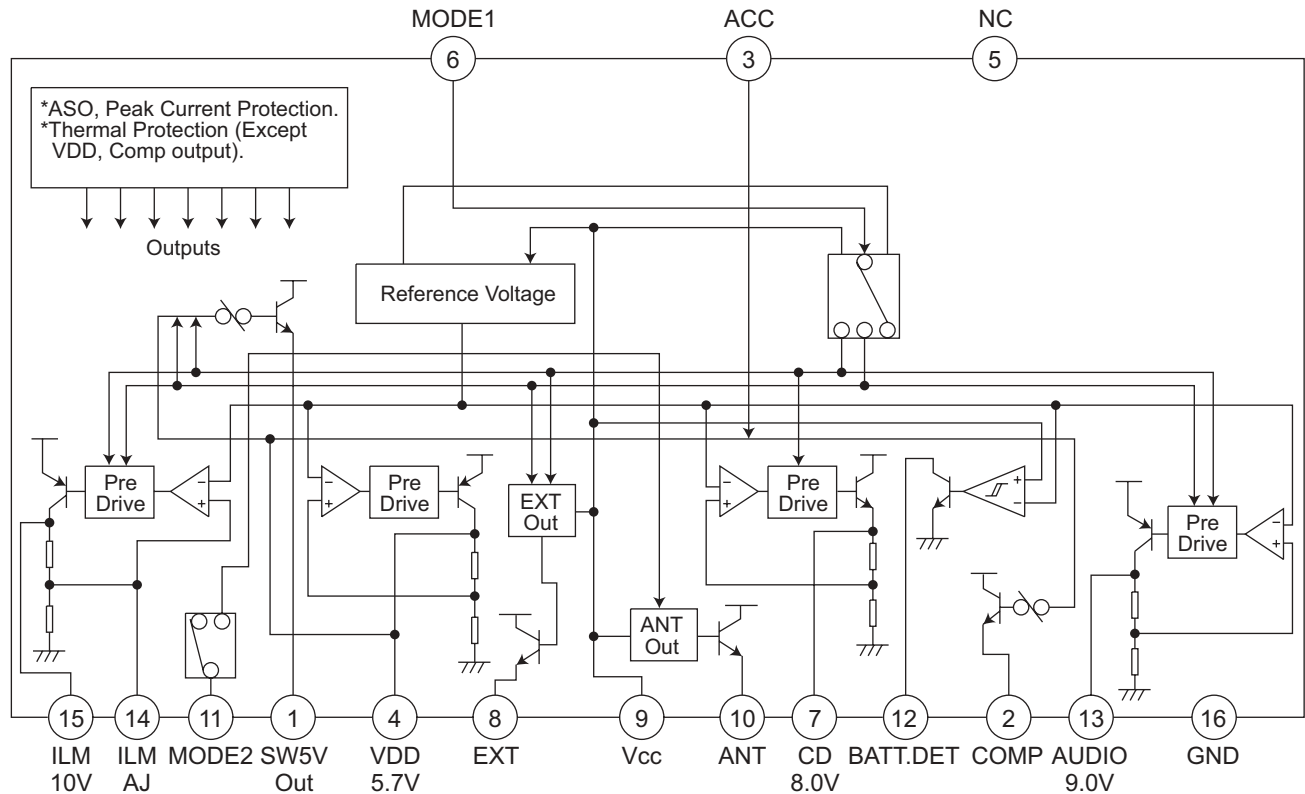 MODE1
ACC
NC
6
3
5
*ASO, Peak Current Protection.
*Thermal Protection (Except
VDD, Comp output).
Outputs
Reference Voltage
Pre
Drive
−
+
−
+
Pre
Drive
EXT
Out
−
+
Pre
Drive
+
−
Pre
Drive
−
+
ANT
Out
15
14
11
1
4
8
9
10
7
12
2
13
16
ILM
10V
ILM
AJ
MODE2
SW5V
Out
VDD
5.7V
EXT
Vcc
ANT
CD
8.0V
BATT.DET
COMP
AUDIO
9.0V
GND